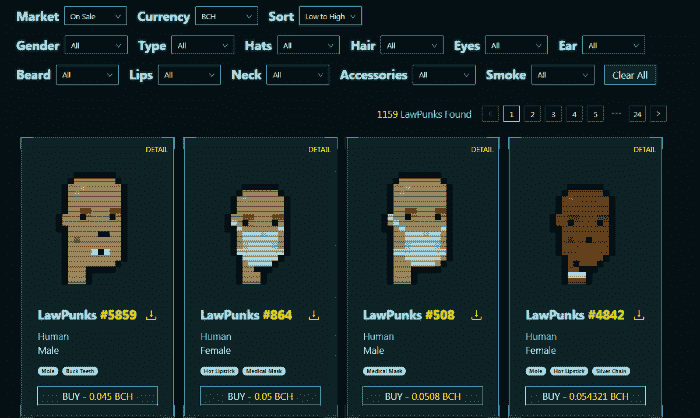 Market On Sale Currency BCH Sort Low to High
Gender All Type All Hats All Hair All Eyes All Ear All
Beard All Lips All Neck All Accessories All Smoke All Clear All
1159 LawPunks Found < 1 2 3 4 5 ... 24 >
DETAIL DETAIL DETAIL DETAIL
LawPunks #5859 LawPunks #864 LawPunks #508 LawPunks #4842
Human Human Human Human
Male Female Male Female
Mole Buck Teeth Hot Lipstick Medical Mask Medical Mask Mole Hot Lipstick Silver Chain
BUY - 0.045 BCH BUY - 0.05 BCH BUY - 0.0508 BCH BUY - 0.054321 BCH